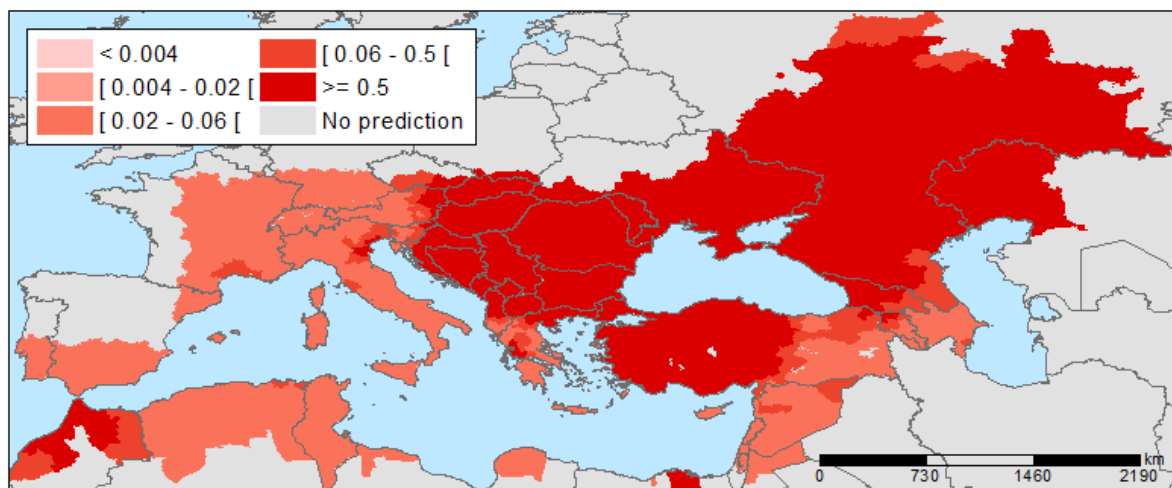 < 0.004
[ 0.004 - 0.02 [
[ 0.02 - 0.06 [
[ 0.06 - 0.5 [
>= 0.5
No prediction
km
0 730 1460 2190